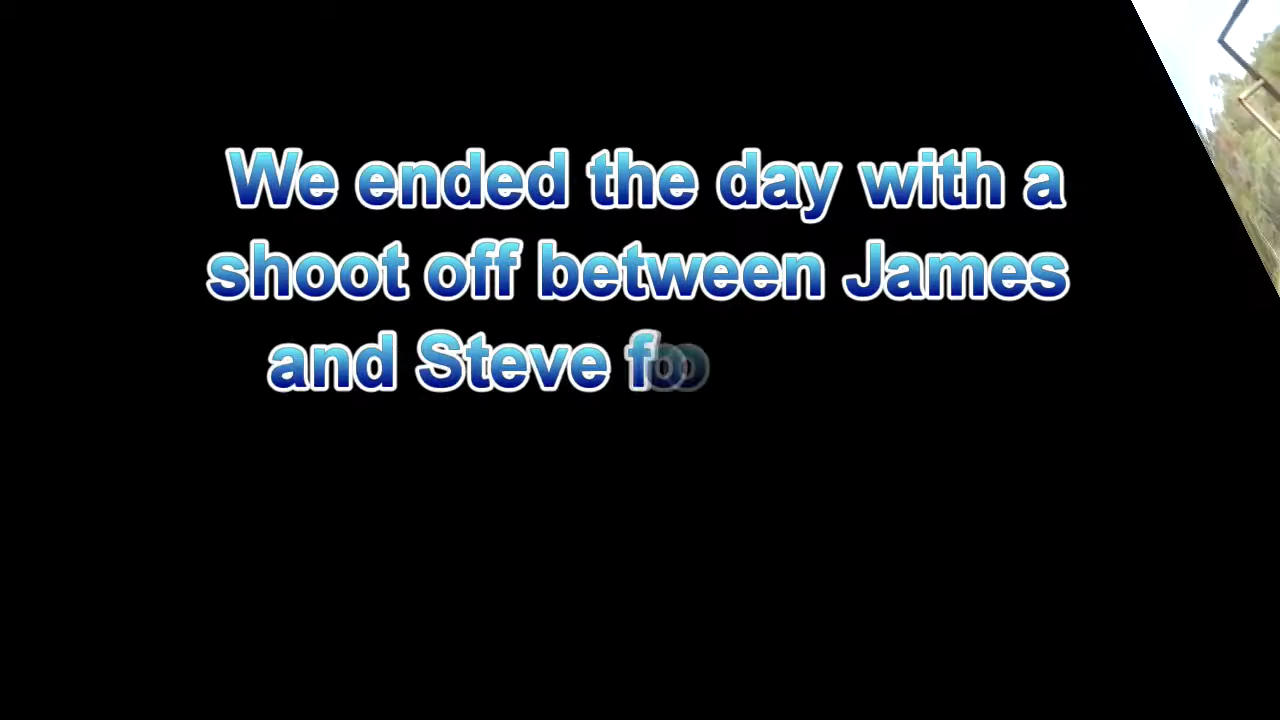 We ended the day with a
shoot off between James
and Steve